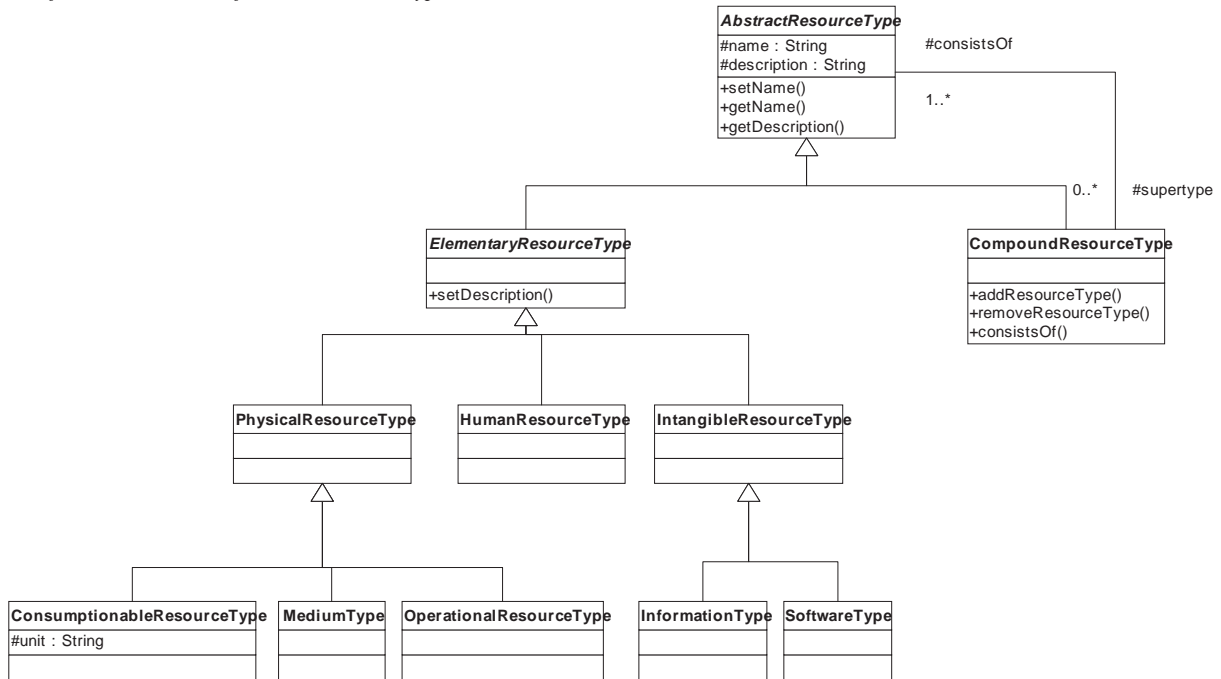 AbstractResourceType
#name : String
#description : String
+setName()
+getName()
+getDescription()
#consistsOf
1..*
0..*
#supertype
ElementaryResourceType
+setDescription()
CompoundResourceType
+addResourceType()
+removeResourceType()
+consistsOf()
PhysicalResourceType
HumanResourceType
IntangibleResourceType
ConsumptionableResourceType
#unit : String
MediumType
OperationalResourceType
InformationType
SoftwareType